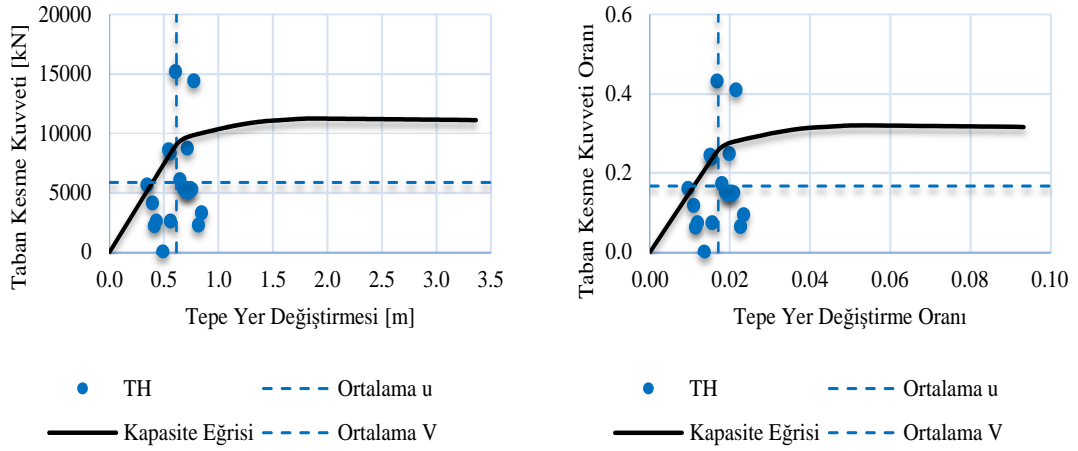 Taban Kesme Kuvveti [kN]
20000
15000
10000
5000
0
0.0 0.5 1.0 1.5 2.0 2.5 3.0 3.5
Tepe Yer Değiştirmesi [m]
TH
Ortalama u
Kapasite Eğrisi
Ortalama V
Taban Kesme Kuvveti Oranı
0.6
0.4
0.2
0.0
0.00 0.02 0.04 0.06 0.08 0.10
Tepe Yer Değiştirme Oranı
TH
Ortalama u
Kapasite Eğrisi
Ortalama V